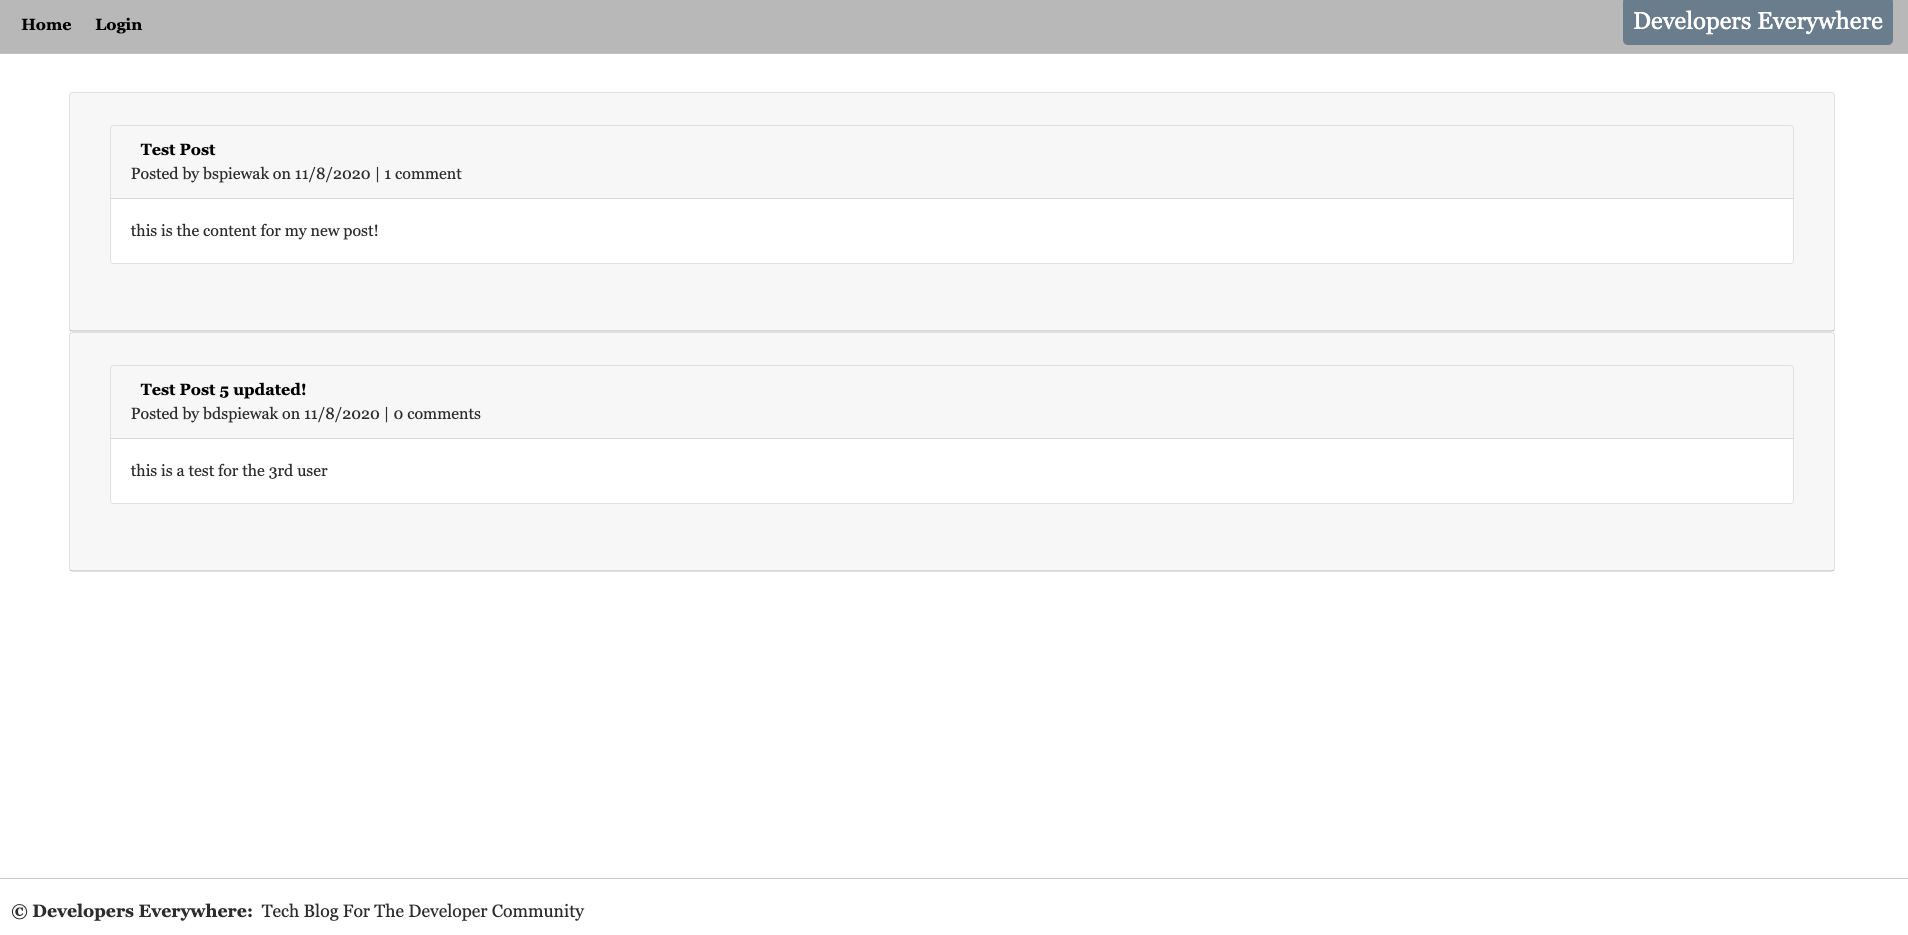 Home Login Developers Everywhere
Test Post
Posted by bspiewak on 11/8/2020 | 1 comment
this is the content for my new post!
Test Post 5 updated!
Posted by bdspiewak on 11/8/2020 | 0 comments
this is a test for the 3rd user
© Developers Everywhere: Tech Blog For The Developer Community